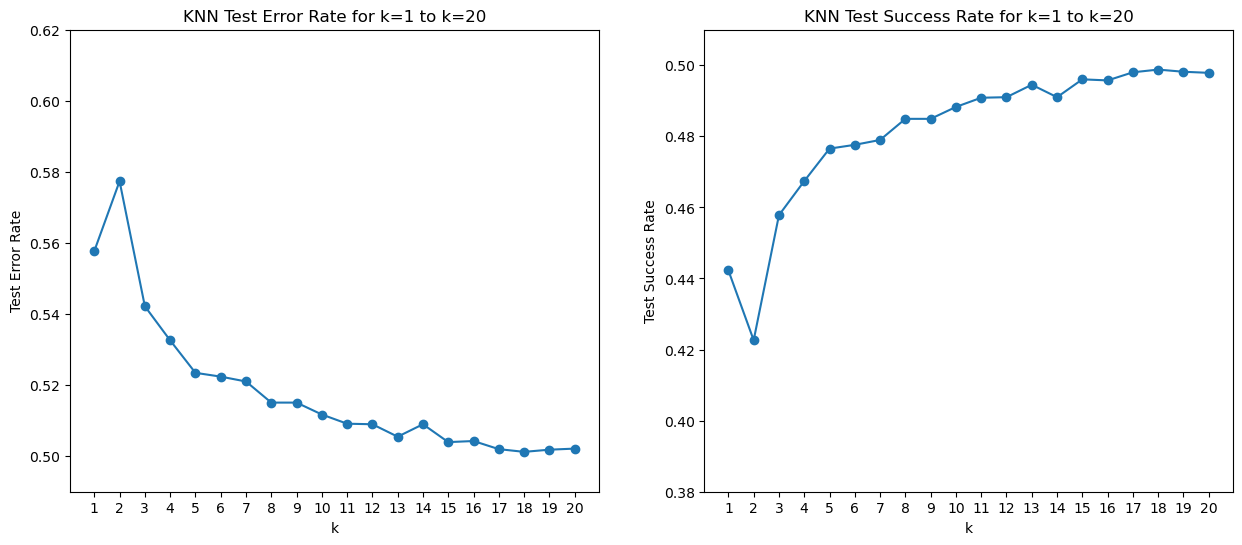 KNN Test Error Rate for k=1 to k=20
Test Error Rate
0.62
0.60
0.58
0.56
0.54
0.52
0.50
1 2 3 4 5 6 7 8 9 10 11 12 13 14 15 16 17 18 19 20
k
KNN Test Success Rate for k=1 to k=20
Test Success Rate
0.50
0.48
0.46
0.44
0.42
0.40
0.38
1 2 3 4 5 6 7 8 9 10 11 12 13 14 15 16 17 18 19 20
k